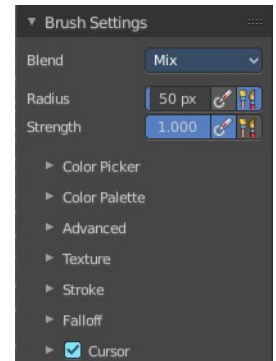 Brush Settings
Blend Mix
Radius 50 px
Strength 1.000
Color Picker
Color Palette
Advanced
Texture
Stroke
Falloff
Cursor